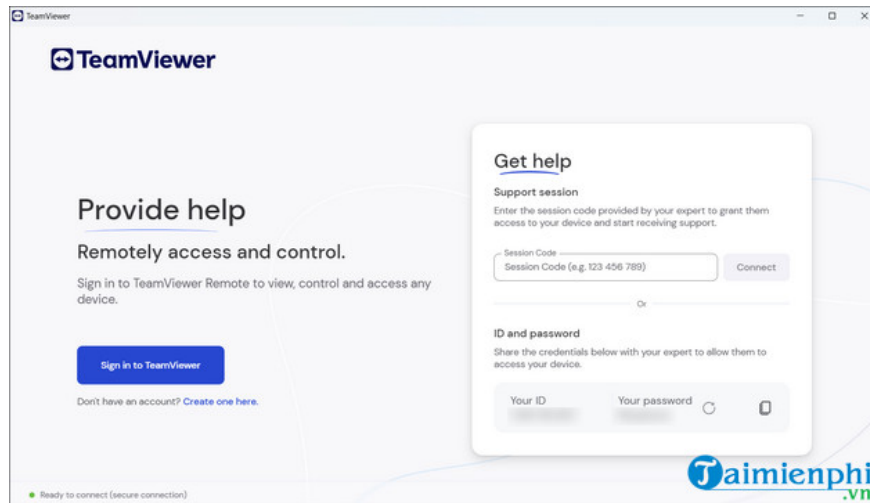 TeamViewer
TeamViewer
Provide help
Remotely access and control.
Sign in to TeamViewer Remote to view, control and access any
device.
Sign in to TeamViewer
Don't have an account? Create one here.
Ready to connect (secure connection)
Get help
Support session
Enter the session code provided by your expert to grant them
access to your device and start receiving support.
Session Code
Session Code (e.g. 123 456 789)
Connect
Or
ID and password
Share the credentials below with your expert to allow them to
access your device.
Your ID
Your password
Taimienphi
.vn